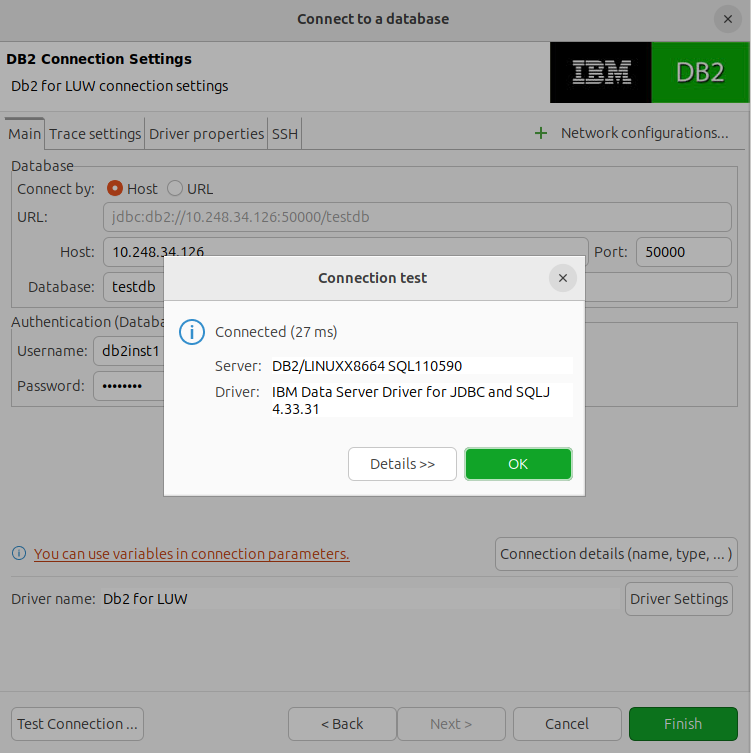 Connect to a database
DB2 Connection Settings
Db2 for LUW connection settings
IBM DB2
Main Trace settings Driver properties SSH + Network configurations...
Database
Connect by: Host URL
URL: jdbc:db2://10.248.34.126:50000/testdb
Host: 10.248.34.126 Port: 50000
Database: testdb
Authentication (Databa
Username: db2inst1
Password: ••••••••
Connection test
Connected (27 ms)
Server: DB2/LINUXX8664 SQL110590
Driver: IBM Data Server Driver for JDBC and SQLJ
4.33.31
Details >> OK
You can use variables in connection parameters.
Connection details (name, type, ... )
Driver name: Db2 for LUW Driver Settings
Test Connection ... < Back Next > Cancel Finish